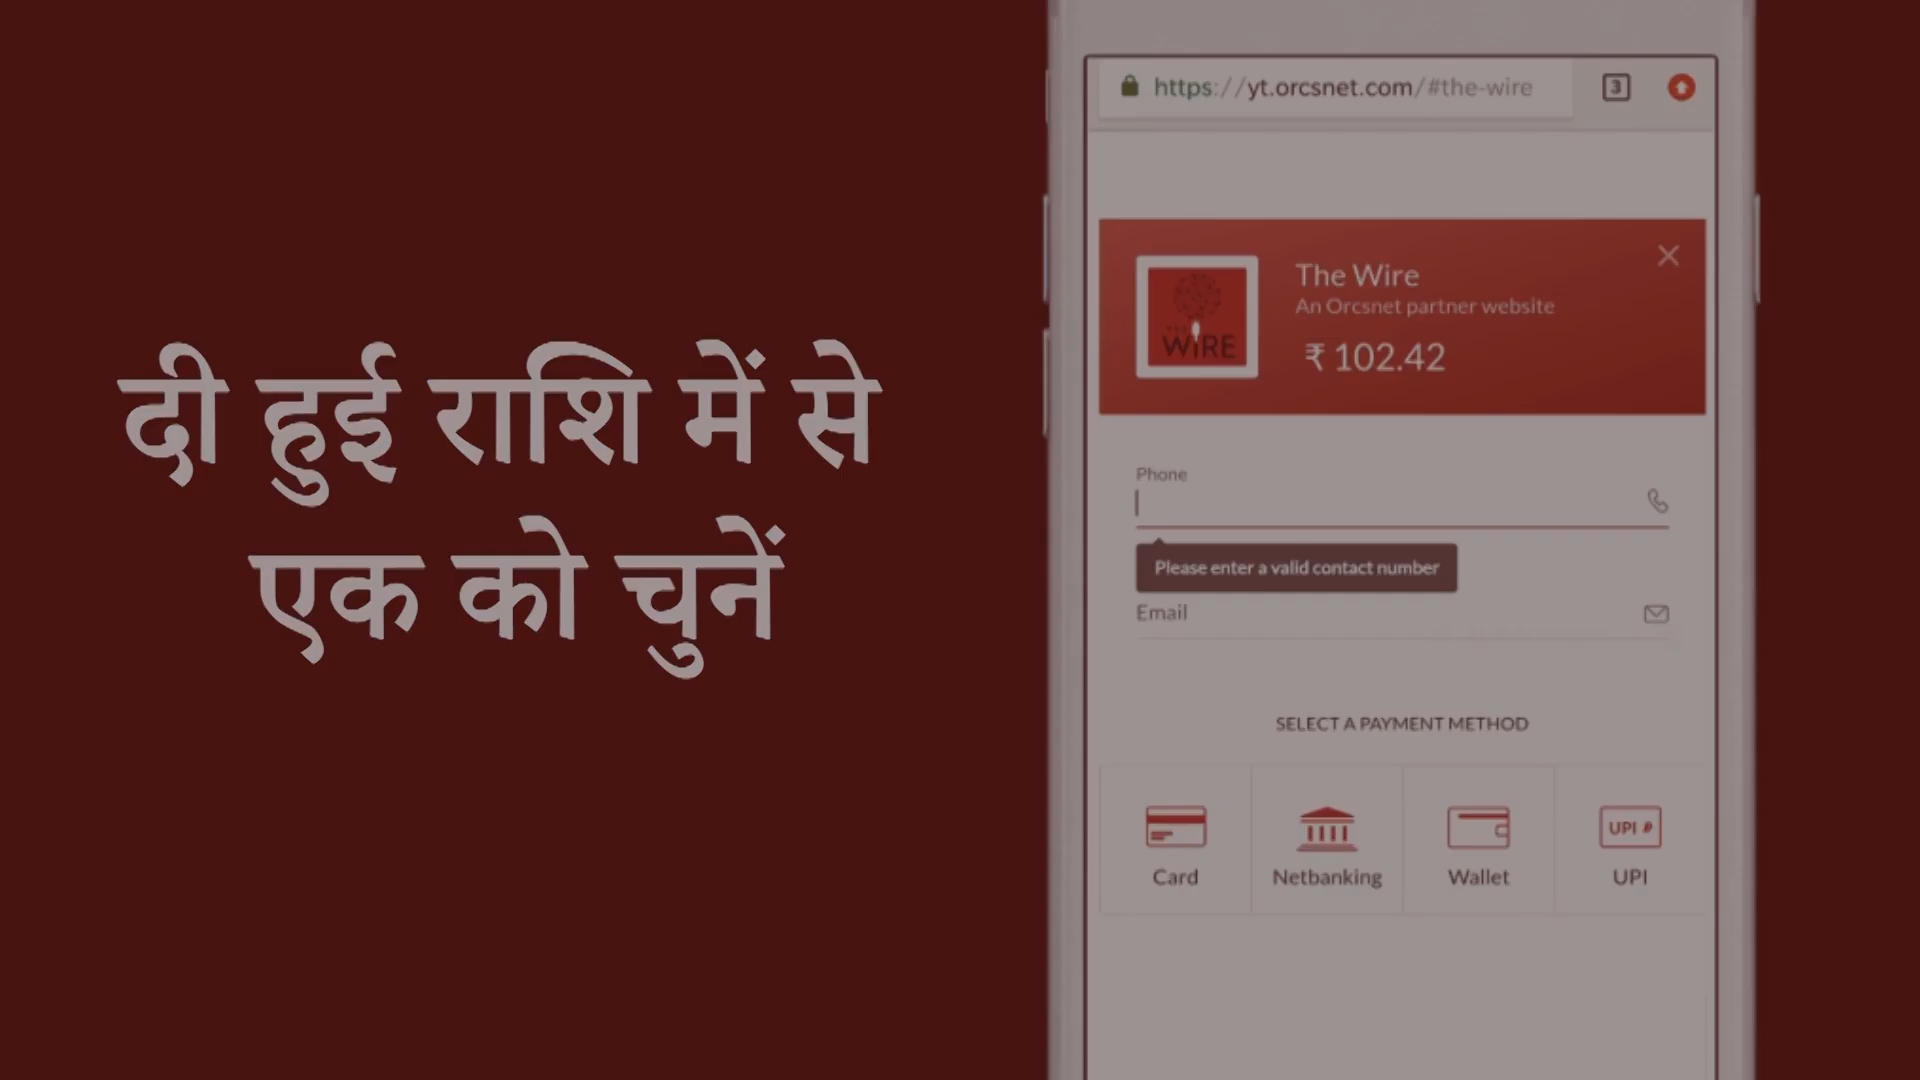 दी हुई राशि में से
एक को चुनें
https://yt.orcsnet.com/#the-wire
3
The Wire
An Orcsnet partner website
₹ 102.42
THE
WIRE
Phone
Please enter a valid contact number
Email
SELECT A PAYMENT METHOD
Card
Netbanking
Wallet
UPI
UPI